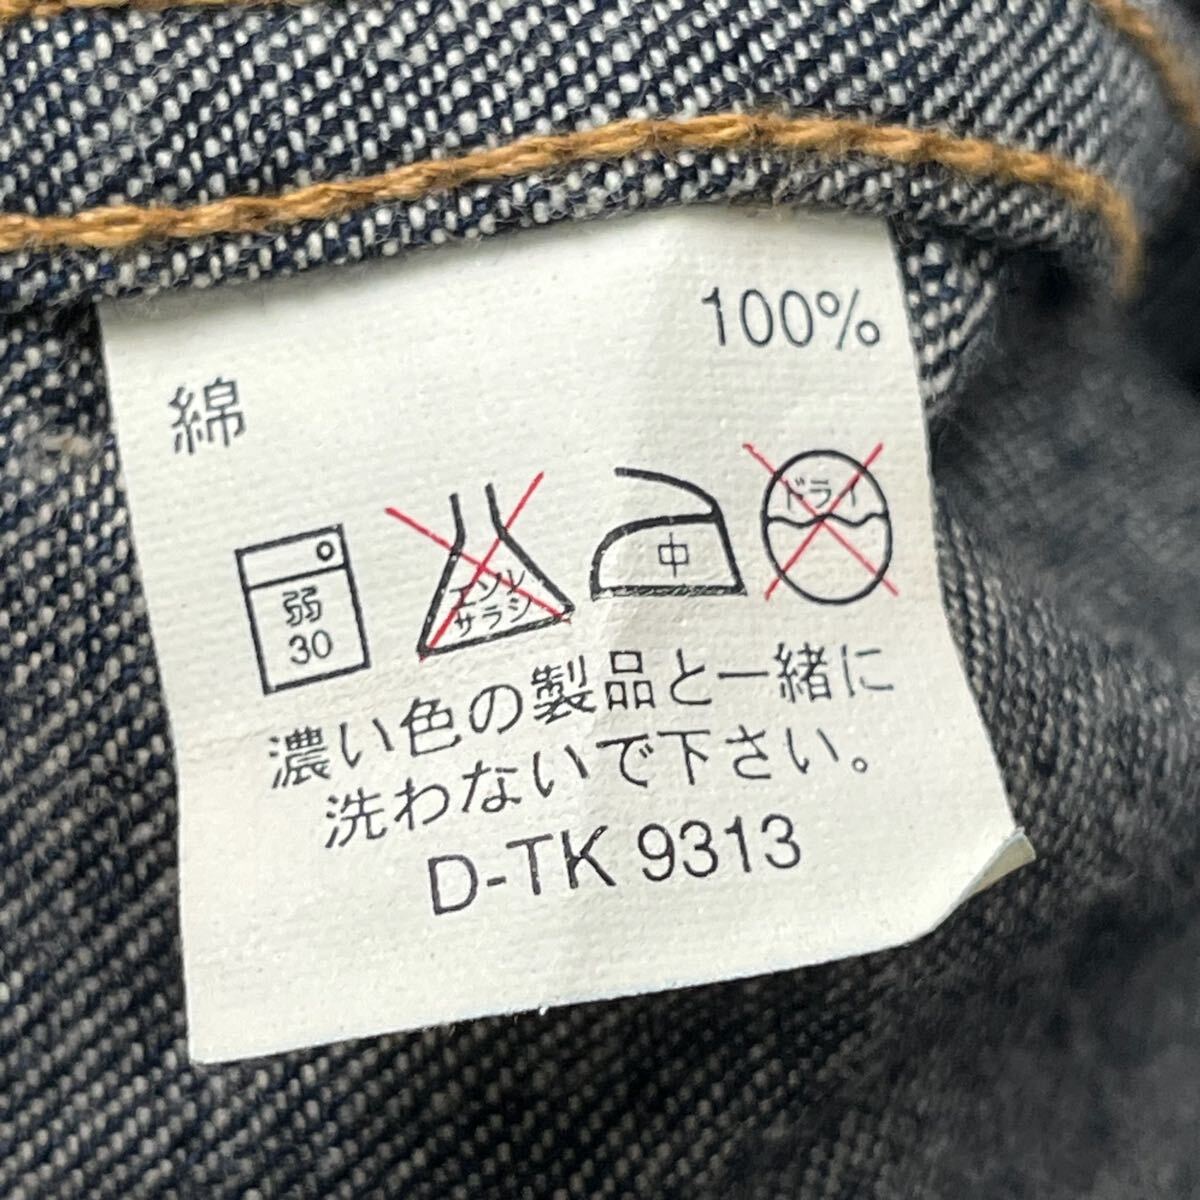 綿 100%
弱
30
エンソ
サラシ
中
ドライ
濃い色の製品と一緒に
洗わないで下さい。
D-TK 9313